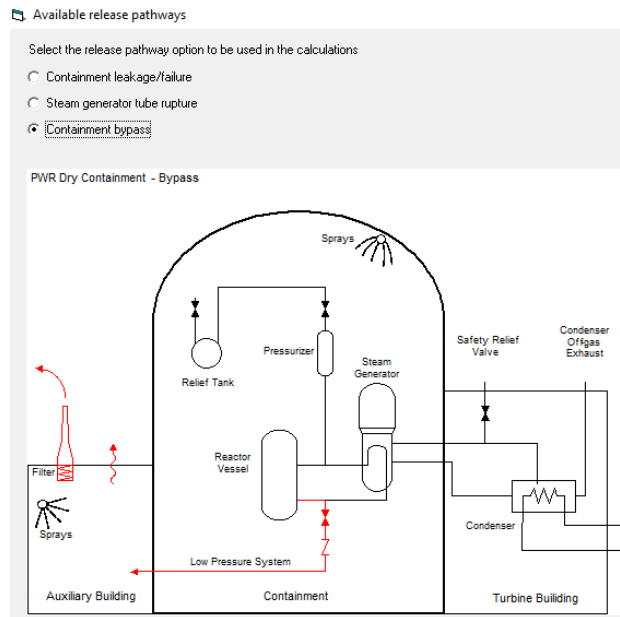 Available release pathways
Select the release pathway option to be used in the calculations
Containment leakage/failure
Steam generator tube rupture
Containment bypass
PWR Dry Containment - Bypass
Sprays
Safety Relief
Valve
Condenser
Offgas
Exhaust
Pressurizer
Steam
Generator
Relief Tank
Reactor
Vessel
Filter
Sprays
Condenser
Low Pressure System
Auxiliary Building
Containment
Turbine Builiding